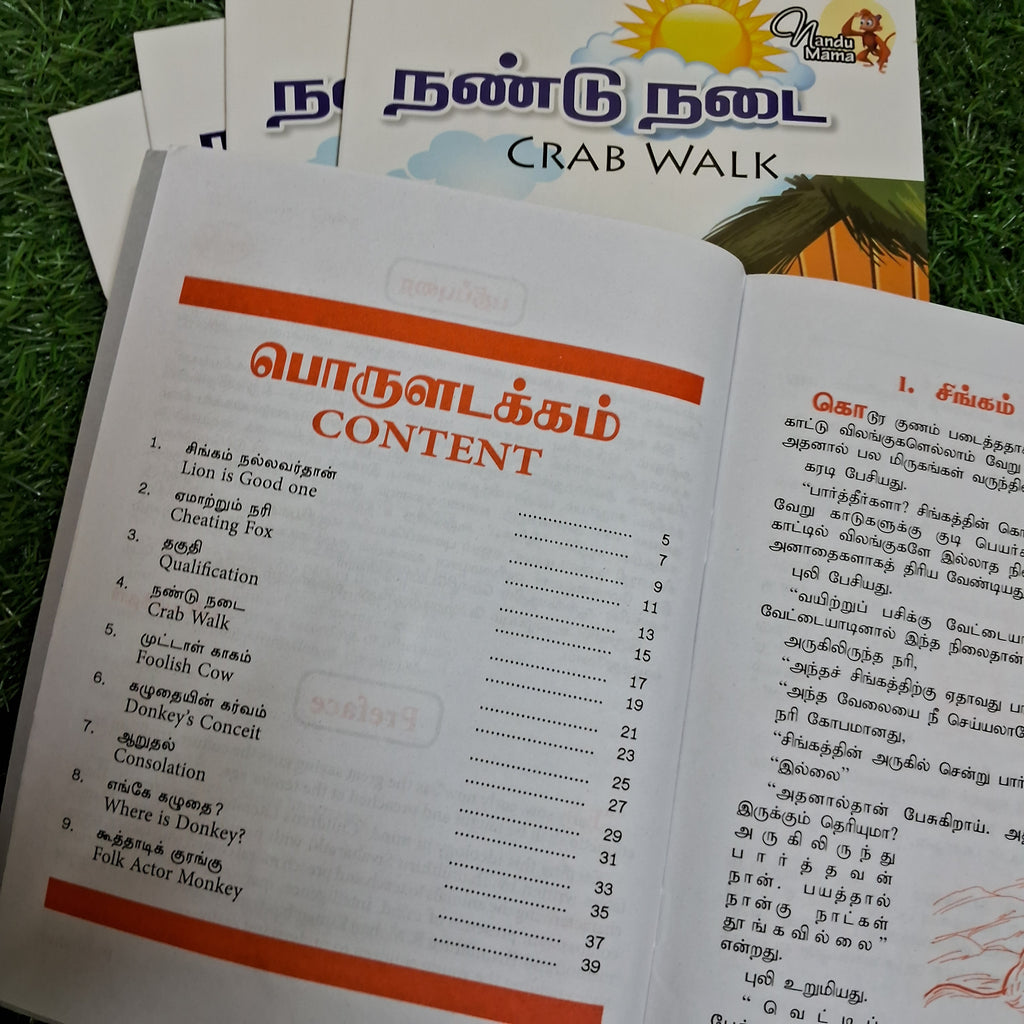 Nandu
Mama
நண்டு நடை
CRAB WALK
பொருளடக்கம்
CONTENT
1. சிங்கம் நல்லவர்தான் 5
Lion is Good one 7
2. ஏமாற்றும் நரி 9
Cheating Fox 11
3. தகுதி 13
Qualification 15
4. நண்டு நடை 17
Crab Walk 19
5. முட்டாள் காகம் 21
Foolish Cow 23
6. கழுதையின் கர்வம் 25
Donkey's Conceit 27
7. ஆறுதல் 29
Consolation 31
8. எங்கே கழுதை? 33
Where is Donkey? 35
9. கூத்தாடிக் குரங்கு 37
Folk Actor Monkey 39
1. சிங்கம்
கொடூர குணம் படைத்ததா
காட்டு விலங்குகளெல்லாம் வேறு
அதனால் பல மிருகங்கள்
கரடி பேசியது.
“பார்த்தீர்களா? சிங்கத்தின்
வேறு காடுகளுக்கு குடி
காட்டில் விலங்குகளே இல்லாத
அனாதைகளாகத் திரிய
புலி பேசியது.
“வயிற்றுப் பசிக்கு
வேட்டையாடினால் இந்த நிலைதான்
அருகிலிருந்த நரி,
“அந்தச் சிங்கத்திற்கு ஏதாவது
“அந்த வேலையை நீ
நரி கோபமானது,
“சிங்கத்தின் அருகில் சென்று
“இல்லை”
“அதனால்தான் பேசுகிறாய்.
இருக்கும் தெரியுமா?
அருகிலிருந்து
பார்த்தவன்
நான். பயத்தால்
நான்கு நாட்கள்
தூங்கவில்லை”
என்றது.
புலி உறுமியது.